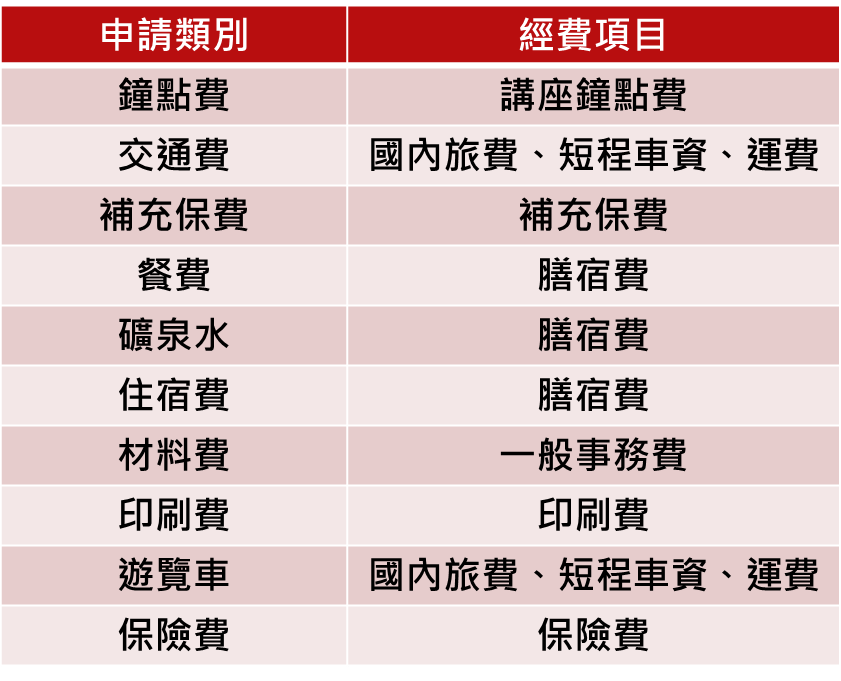 申請類別 經費項目
鐘點費 講座鐘點費
交通費 國內旅費、短程車資、運費
補充保費 補充保費
餐費 膳宿費
礦泉水 膳宿費
住宿費 膳宿費
材料費 一般事務費
印刷費 印刷費
遊覽車 國內旅費、短程車資、運費
保險費 保險費